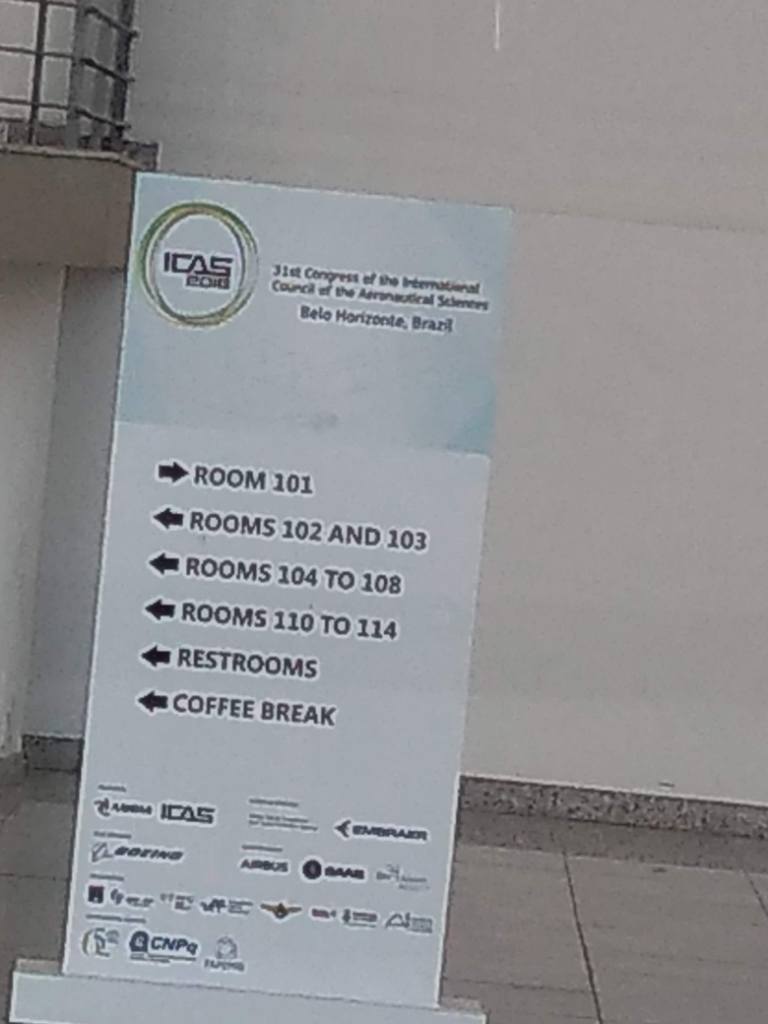 ICAS
2018
31st Congress of the International
Council of the Aeronautical Sciences
Belo Horizonte, Brazil
ROOM 101
ROOMS 102 AND 103
ROOMS 104 TO 108
ROOMS 110 TO 114
RESTROOMS
COFFEE BREAK
ICAS
EMBRAER
BOEING
AIRBUS SAAB
CNPq